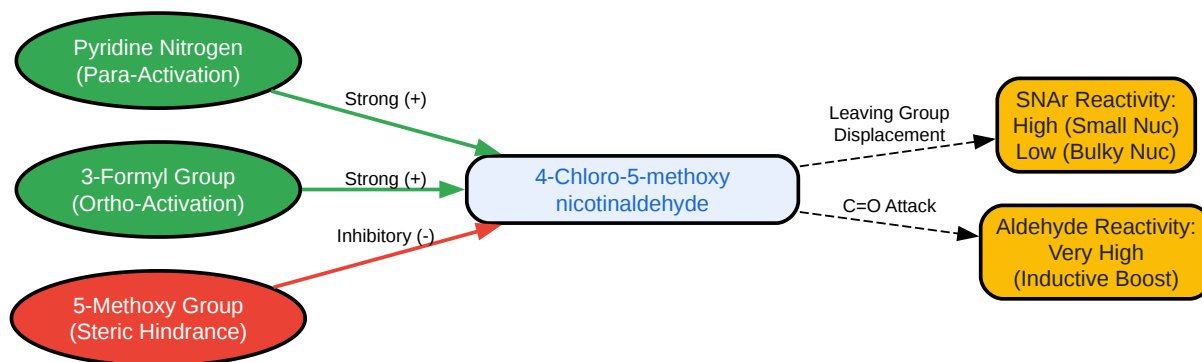 Pyridine Nitrogen
(Para-Activation)
Strong (+)
3-Formyl Group
(Ortho-Activation)
Strong (+)
5-Methoxy Group
(Steric Hindrance)
Inhibitory (-)
4-Chloro-5-methoxy
nicotinaldehyde
Leaving Group
Displacement
SNAr Reactivity:
High (Small Nuc)
Low (Bulky Nuc)
C=O Attack
Aldehyde Reactivity:
Very High
(Inductive Boost)